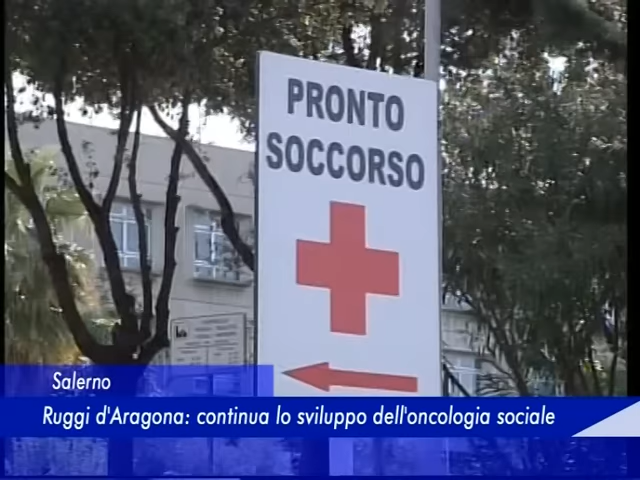 PRONTO
SOCCORSO
Salerno
Ruggi d'Aragona: continua lo sviluppo dell'oncologia sociale